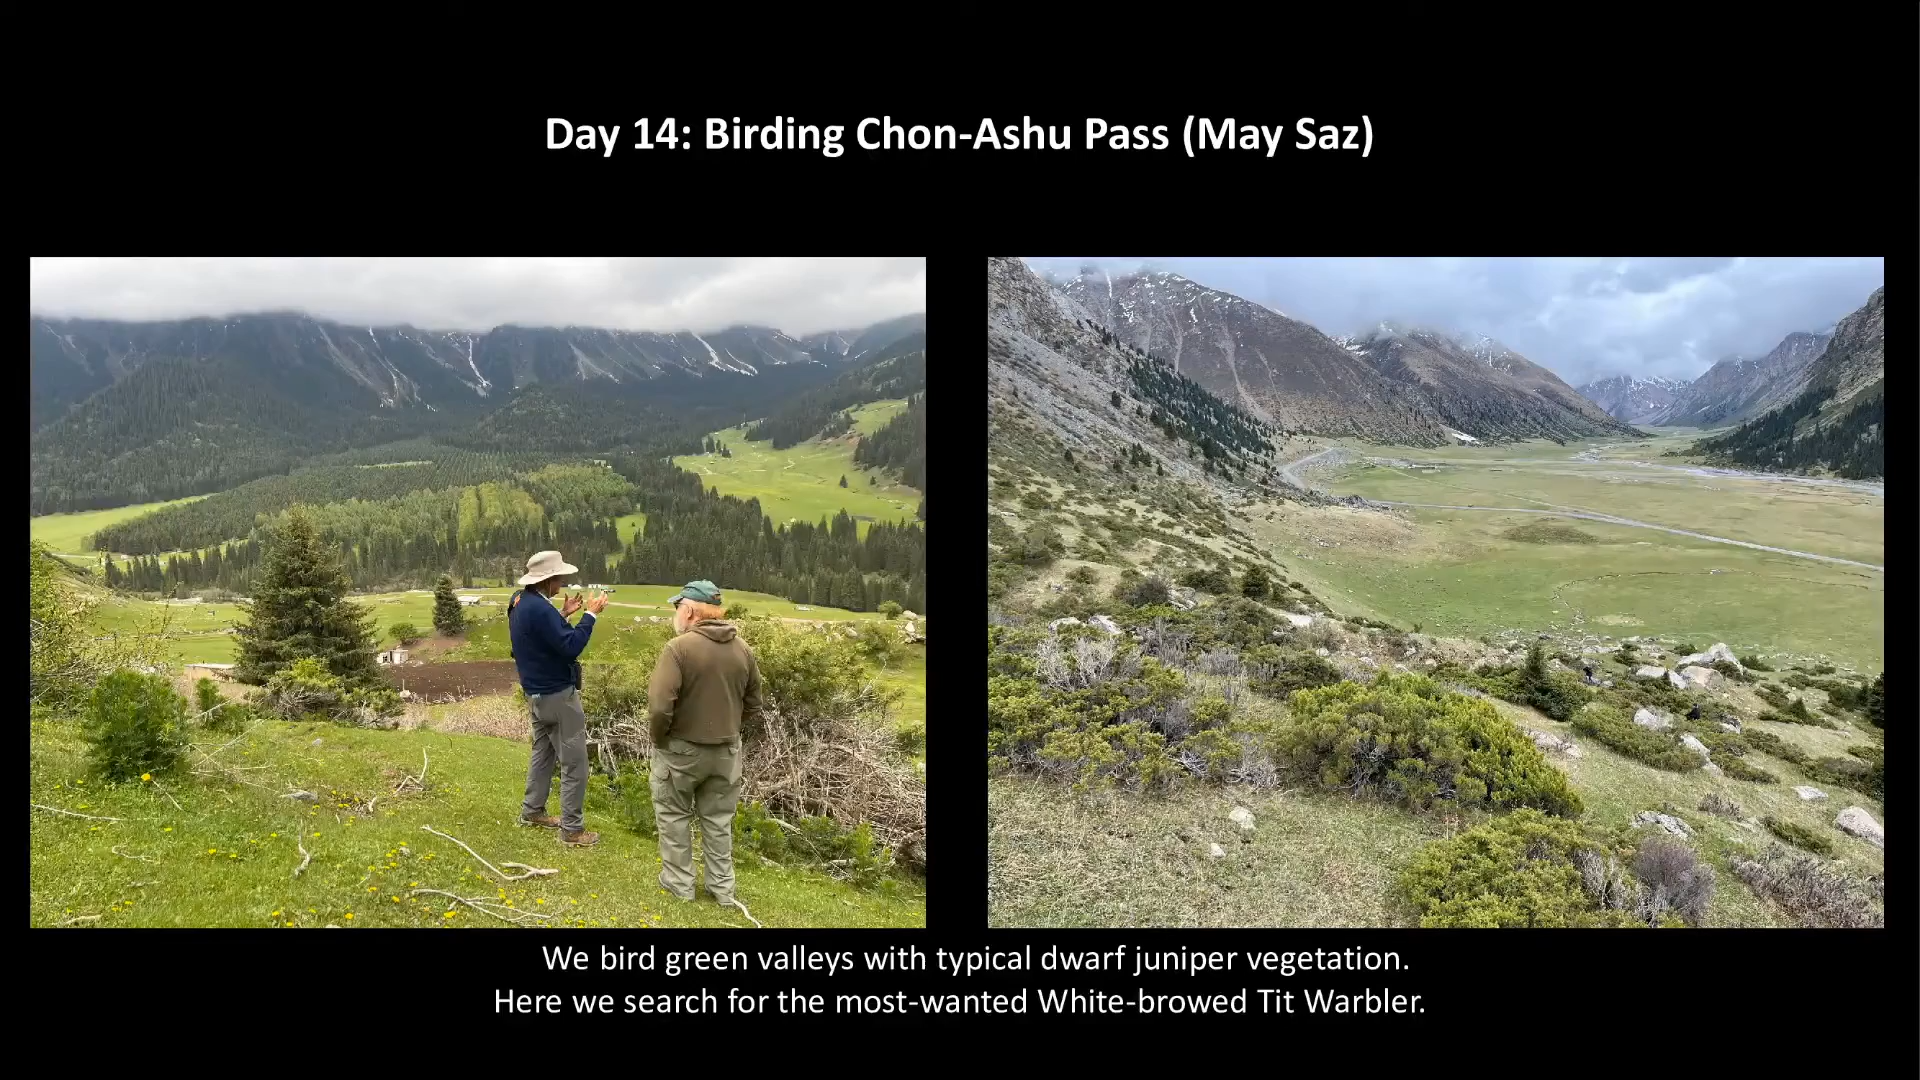 Day 14: Birding Chon-Ashu Pass (May Saz)
We bird green valleys with typical dwarf juniper vegetation.
Here we search for the most-wanted White-browed Tit Warbler.